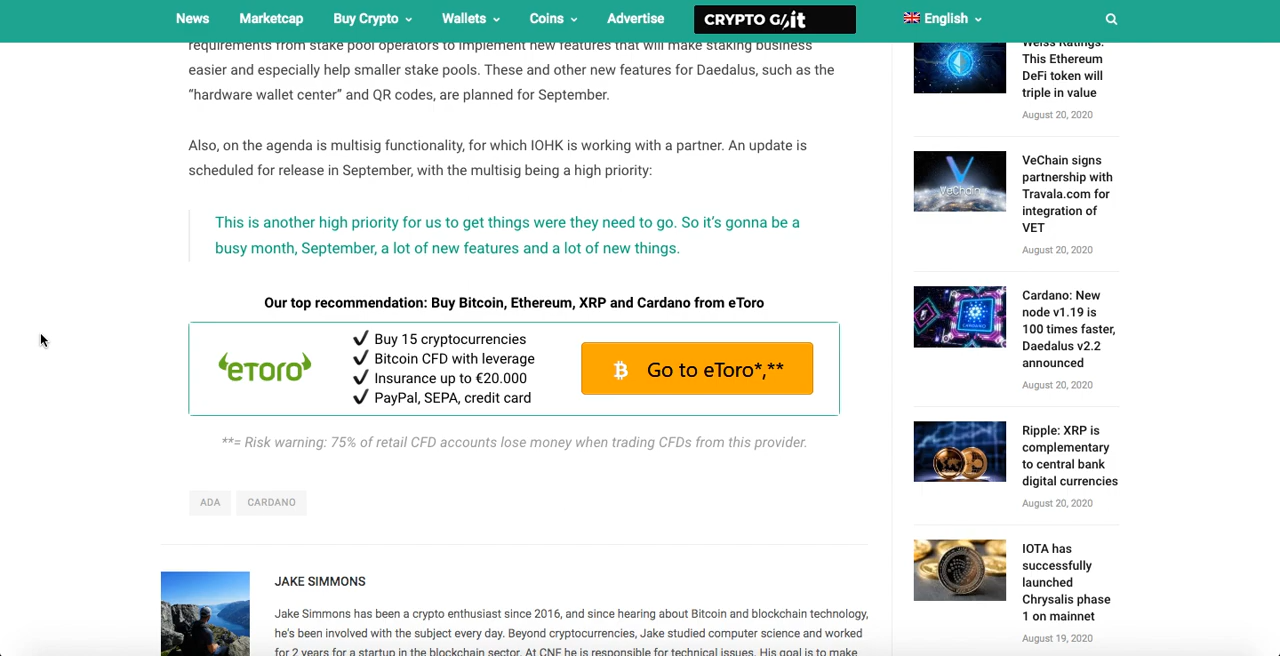 News Marketcap Buy Crypto Wallets Coins Advertise CRYPTO English
requirements from stake pool operators to implement new features that will make staking business
easier and especially help smaller stake pools. These and other new features for Daedalus, such as the
“hardware wallet center” and QR codes, are planned for September.
Also, on the agenda is multisig functionality, for which IOHK is working with a partner. An update is
scheduled for release in September, with the multisig being a high priority:
This is another high priority for us to get things were they need to go. So it’s gonna be a
busy month, September, a lot of new features and a lot of new things.
Our top recommendation: Buy Bitcoin, Ethereum, XRP and Cardano from eToro
eTORO
Buy 15 cryptocurrencies
Bitcoin CFD with leverage
Insurance up to €20.000
PayPal, SEPA, credit card
Go to eToro*,**
**= Risk warning: 75% of retail CFD accounts lose money when trading CFDs from this provider.
ADA CARDANO
JAKE SIMMONS
Jake Simmons has been a crypto enthusiast since 2016, and since hearing about Bitcoin and blockchain technology,
he's been involved with the subject every day. Beyond cryptocurrencies, Jake studied computer science and worked
for 2 years for a startup in the blockchain sector. At CNF he is responsible for technical issues. His goal is to make
Weiss Ratings:
This Ethereum
DeFi token will
triple in value
August 20, 2020
VeChain
VeChain signs
partnership with
Travala.com for
integration of
VET
August 20, 2020
CARDANO
Cardano: New
node v1.19 is
100 times faster,
Daedalus v2.2
announced
August 20, 2020
Ripple: XRP is
complementary
to central bank
digital currencies
August 20, 2020
IOTA has
successfully
launched
Chrysalis phase
1 on mainnet
August 19, 2020